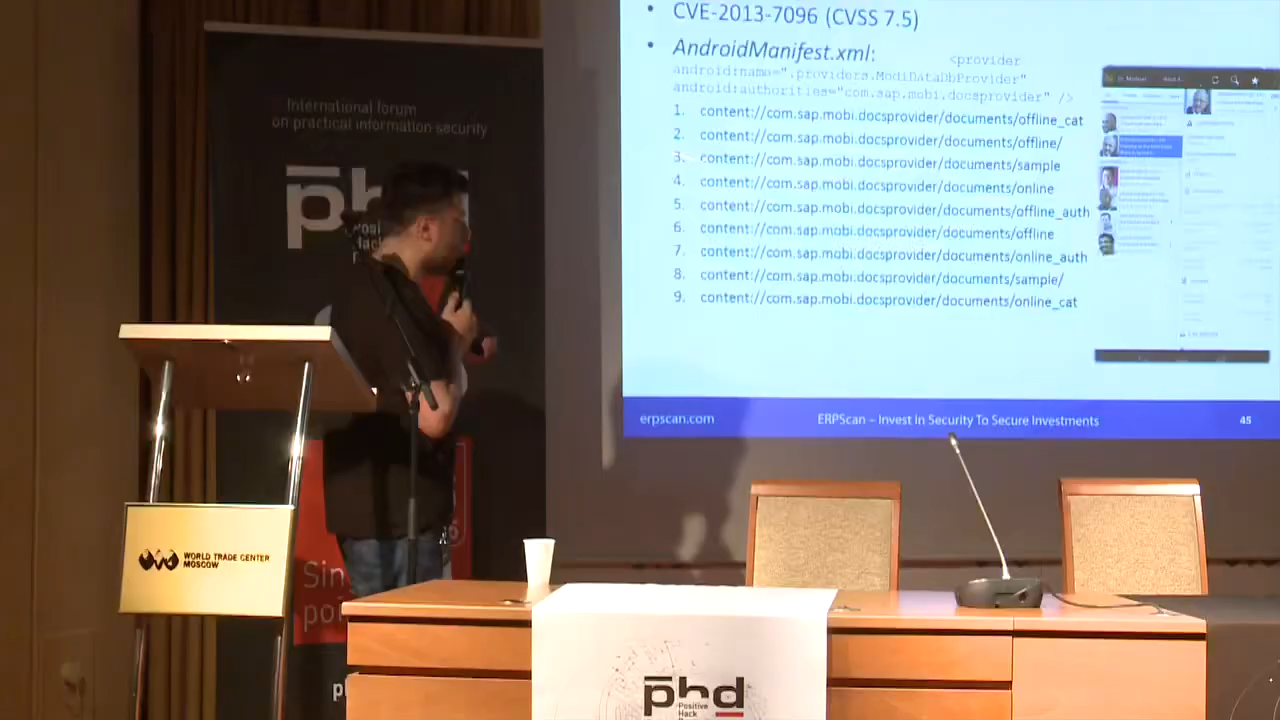 International forum
on practical information security
phd
Sin
poi
WORLD TRADE CENTER
MOSCOW
• CVE-2013-7096 (CVSS 7.5)
• AndroidManifest.xml: <provider
android:name=".providers.ModiDataDbProvider"
android:authorities="com.sap.mobi.docsprovider" />
1. content://com.sap.mobi.docsprovider/documents/offline_cat
2. content://com.sap.mobi.docsprovider/documents/offline/
3. content://com.sap.mobi.docsprovider/documents/sample
4. content://com.sap.mobi.docsprovider/documents/online
5. content://com.sap.mobi.docsprovider/documents/offline_auth
6. content://com.sap.mobi.docsprovider/documents/offline
7. content://com.sap.mobi.docsprovider/documents/online_auth
8. content://com.sap.mobi.docsprovider/documents/sample/
9. content://com.sap.mobi.docsprovider/documents/online_cat
erpscan.com ERPScan – Invest In Security To Secure Investments 45
phd
Positive
Hack